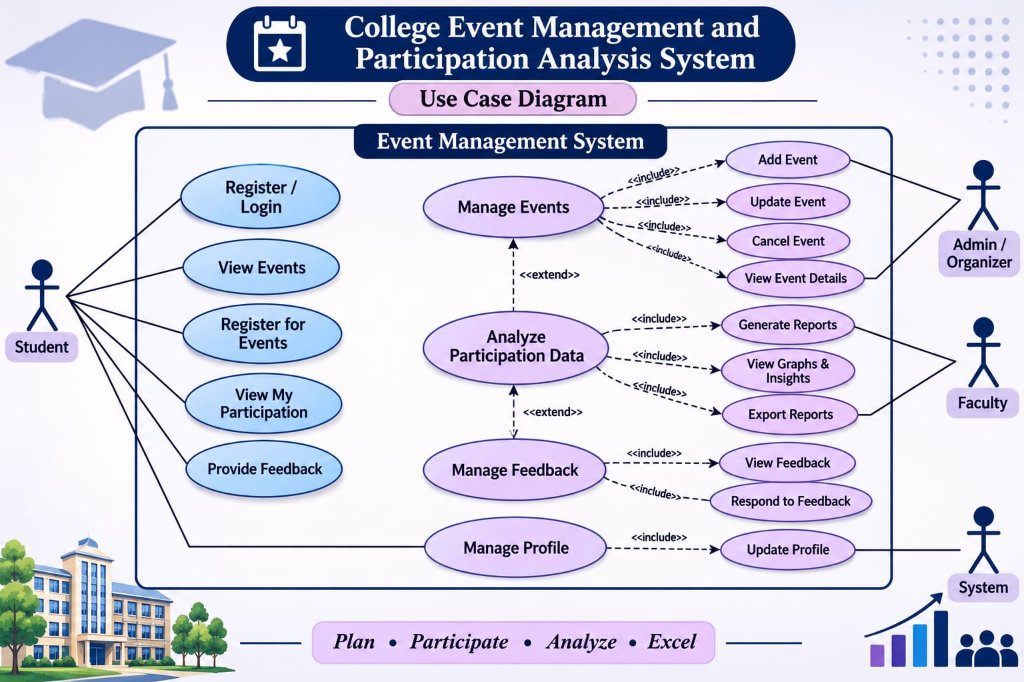 College Event Management and
Participation Analysis System
Use Case Diagram
Event Management System
Register /
Login
View Events
Register for
Events
View My
Participation
Provide Feedback
Student
Manage Events
<<extend>>
Analyze
Participation Data
<<extend>>
Manage Feedback
Manage Profile
<<include>>
<<include>>
<<include>>
<<include>>
Add Event
Update Event
Cancel Event
View Event Details
<<include>>
<<include>>
<<include>>
Generate Reports
View Graphs &
Insights
Export Reports
<<include>>
<<include>>
View Feedback
Respond to Feedback
<<include>>
Update Profile
Admin /
Organizer
Faculty
System
Plan • Participate • Analyze • Excel